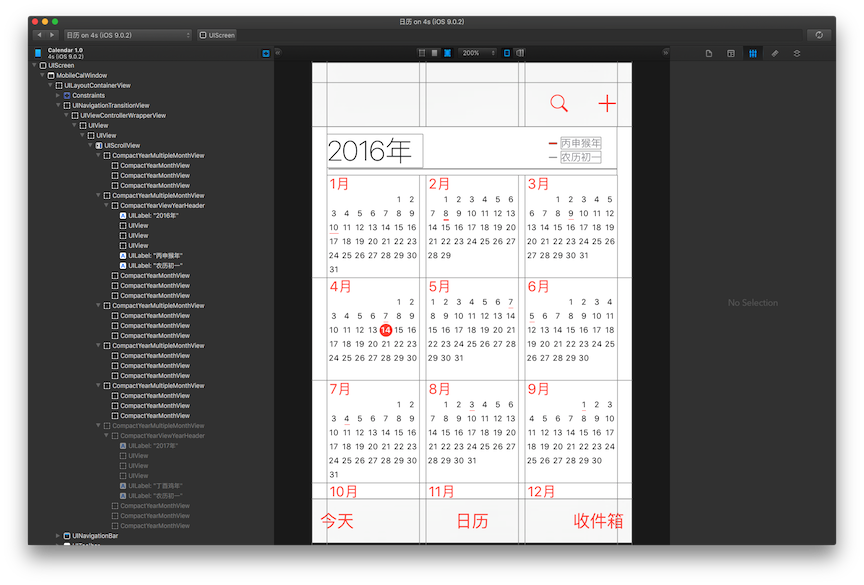 日历 on 4s (iOS 9.0.2)
日历 on 4s (iOS 9.0.2)
UIScreen
Calendar 1.0
4s (iOS 9.0.2)
200%
UIScreen
MobileCalWindow
UILayoutContainerView
Constraints
UINavigationTransitionView
UIViewControllerWrapperView
UIView
UIView
UIScrollView
CompactYearMultipleMonthView
CompactYearMonthView
CompactYearMonthView
CompactYearMonthView
CompactYearMultipleMonthView
CompactYearViewYearHeader
UILabel: "2016年"
UIView
UIView
UIView
UILabel: "丙申猴年"
UILabel: "农历初一"
CompactYearMonthView
CompactYearMonthView
CompactYearMonthView
CompactYearMultipleMonthView
CompactYearMonthView
CompactYearMonthView
CompactYearMonthView
CompactYearMultipleMonthView
CompactYearMonthView
CompactYearMonthView
CompactYearMonthView
CompactYearMultipleMonthView
CompactYearMonthView
CompactYearMonthView
CompactYearMonthView
CompactYearMultipleMonthView
CompactYearViewYearHeader
UILabel: "2017年"
UIView
UIView
UIView
UILabel: "丁酉鸡年"
UILabel: "农历初一"
CompactYearMonthView
CompactYearMonthView
CompactYearMonthView
UINavigationBar
UIToolbar
2016年
丙申猴年
农历初一
1月
1 2
3 4 5 6 7 8 9
10 11 12 13 14 15 16
17 18 19 20 21 22 23
24 25 26 27 28 29 30
31
2月
1 2 3 4 5 6
7 8 9 10 11 12 13
14 15 16 17 18 19 20
21 22 23 24 25 26 27
28 29
3月
1 2 3 4 5
6 7 8 9 10 11 12
13 14 15 16 17 18 19
20 21 22 23 24 25 26
27 28 29 30 31
4月
1 2
3 4 5 6 7 8 9
10 11 12 13 14 15 16
17 18 19 20 21 22 23
24 25 26 27 28 29 30
5月
1 2 3 4 5 6 7
8 9 10 11 12 13 14
15 16 17 18 19 20 21
22 23 24 25 26 27 28
29 30 31
6月
1 2 3 4
5 6 7 8 9 10 11
12 13 14 15 16 17 18
19 20 21 22 23 24 25
26 27 28 29 30
7月
1 2
3 4 5 6 7 8 9
10 11 12 13 14 15 16
17 18 19 20 21 22 23
24 25 26 27 28 29 30
31
8月
1 2 3 4 5 6
7 8 9 10 11 12 13
14 15 16 17 18 19 20
21 22 23 24 25 26 27
28 29 30 31
9月
1 2 3
4 5 6 7 8 9 10
11 12 13 14 15 16 17
18 19 20 21 22 23 24
25 26 27 28 29 30
10月
11月
12月
今天
日历
收件箱
No Selection